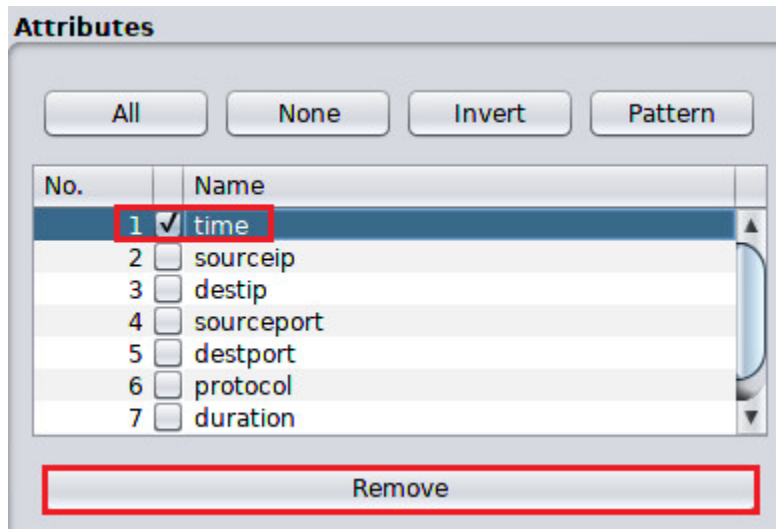 Attributes
All None Invert Pattern
No. Name
1 time
2 sourceip
3 destip
4 sourceport
5 destport
6 protocol
7 duration
Remove